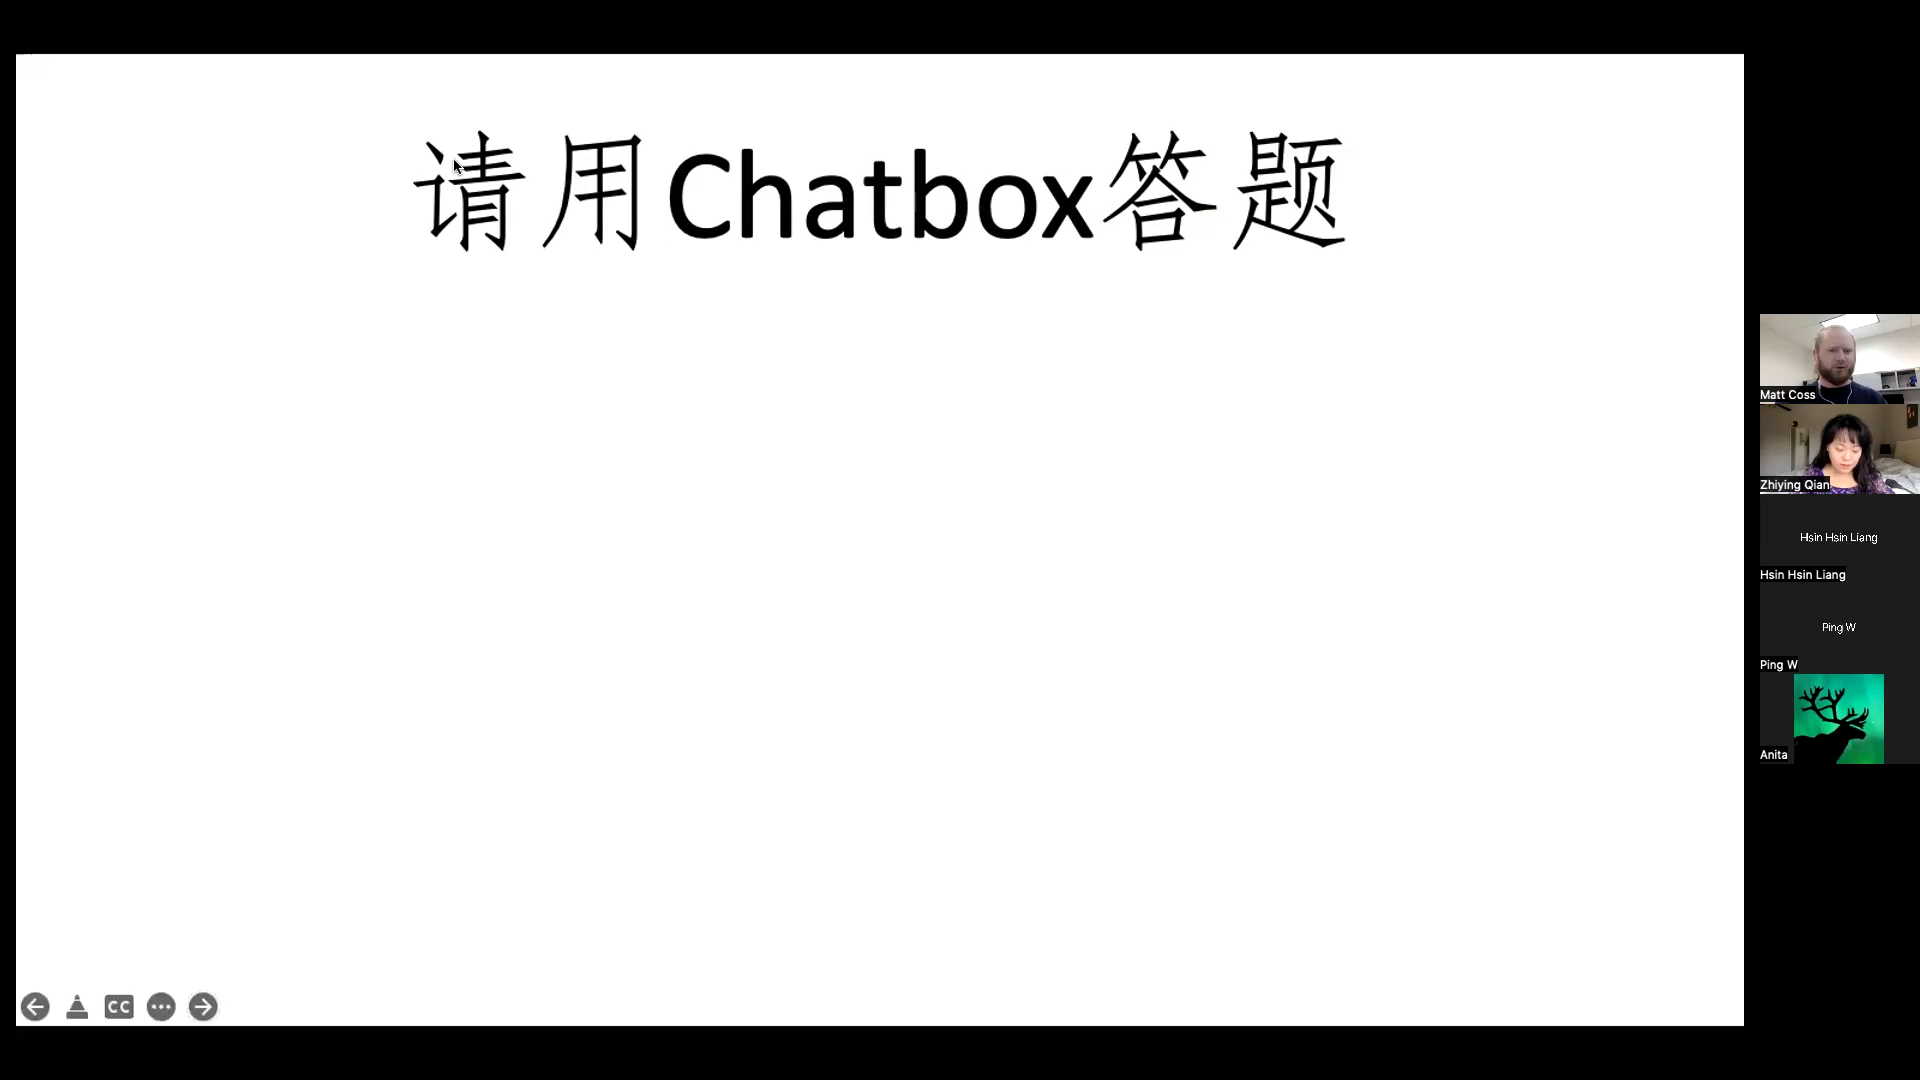 请用Chatbox答题
Matt Coss
Zhiying Qian
Hsin Hsin Liang
Hsin Hsin Liang
Ping W
Ping W
Anita
CC